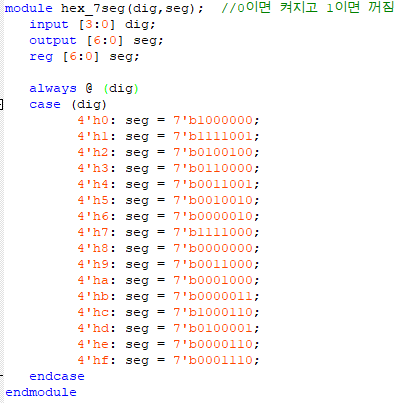 module hex_7seg(dig,seg);  //0이면 켜지고 1이면 꺼짐
   input [3:0] dig;
   output [6:0] seg;
   reg [6:0] seg;

   always @ (dig)
   case (dig)
         4'h0: seg = 7'b1000000;
         4'h1: seg = 7'b1111001;
         4'h2: seg = 7'b0100100;
         4'h3: seg = 7'b0110000;
         4'h4: seg = 7'b0011001;
         4'h5: seg = 7'b0010010;
         4'h6: seg = 7'b0000010;
         4'h7: seg = 7'b1111000;
         4'h8: seg = 7'b0000000;
         4'h9: seg = 7'b0011000;
         4'ha: seg = 7'b0001000;
         4'hb: seg = 7'b0000011;
         4'hc: seg = 7'b1000110;
         4'hd: seg = 7'b0100001;
         4'he: seg = 7'b0000110;
         4'hf: seg = 7'b0001110;
   endcase
endmodule